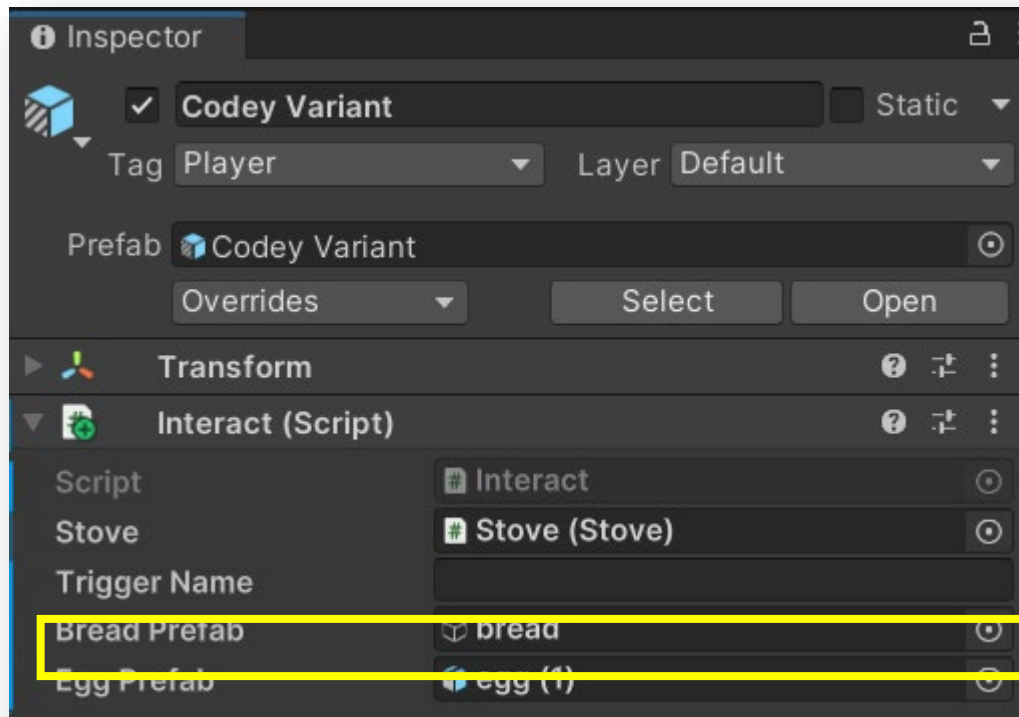 Inspector
Codey Variant Static
Tag Player Layer Default
Prefab Codey Variant
Overrides Select Open
Transform
Interact (Script)
Script # Interact
Stove # Stove (Stove)
Trigger Name
Bread Prefab bread
Egg Prefab egg (1)